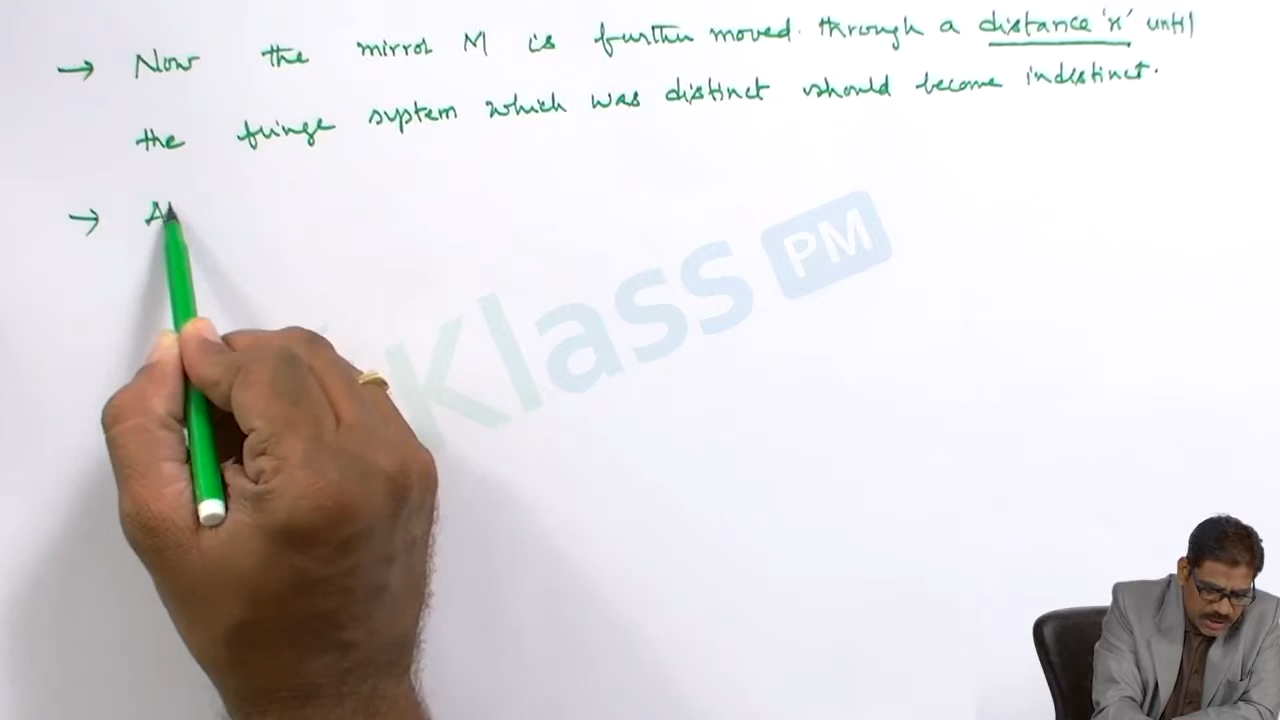 → Now the mirror M is further moved. through a distance 'x' until
the fringe system which was distinct should become indistinct.
→ A
Klass PM